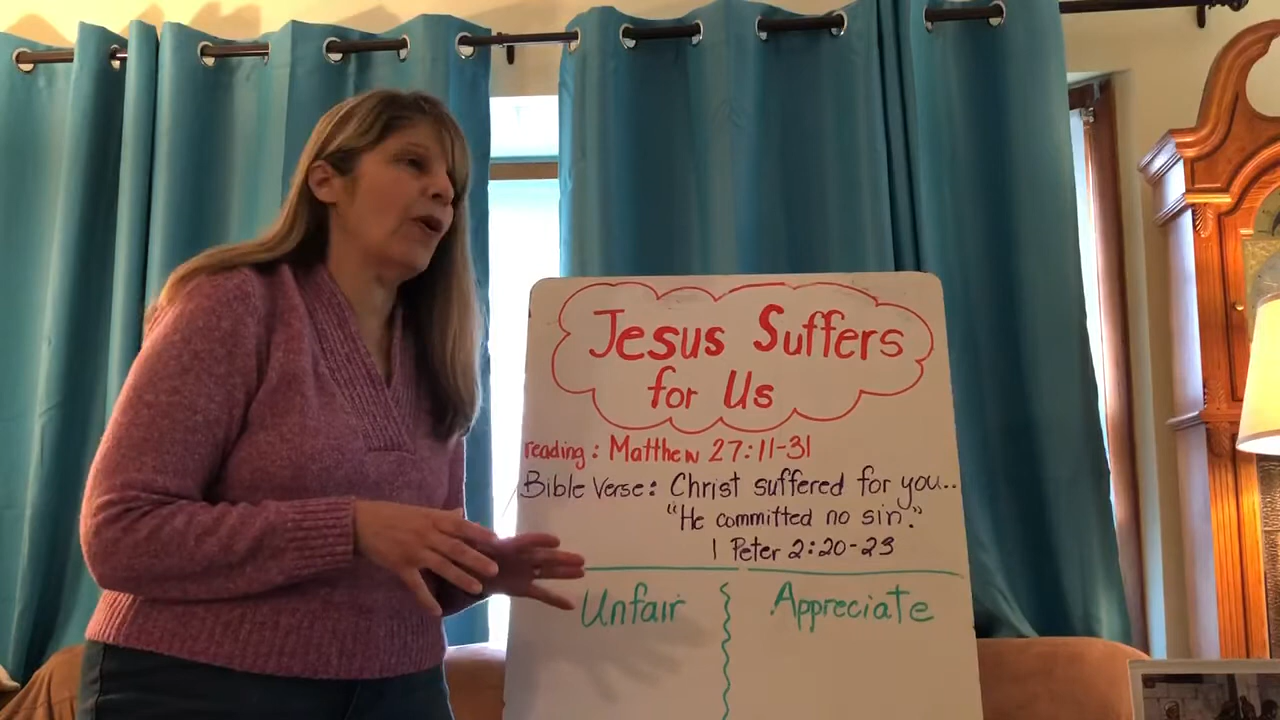 Jesus Suffers
for Us
reading: Matthew 27:11-31
Bible Verse: Christ suffered for you..
"He committed no sin."
1 Peter 2:20-23
Unfair Appreciate